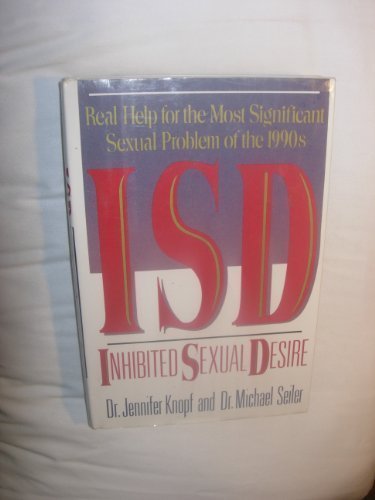 Real Help for the Most Significant
Sexual Problem of the 1990s
ISD
INHIBITED SEXUAL DESIRE
Dr. Jennifer Knopf and Dr. Michael Seiler